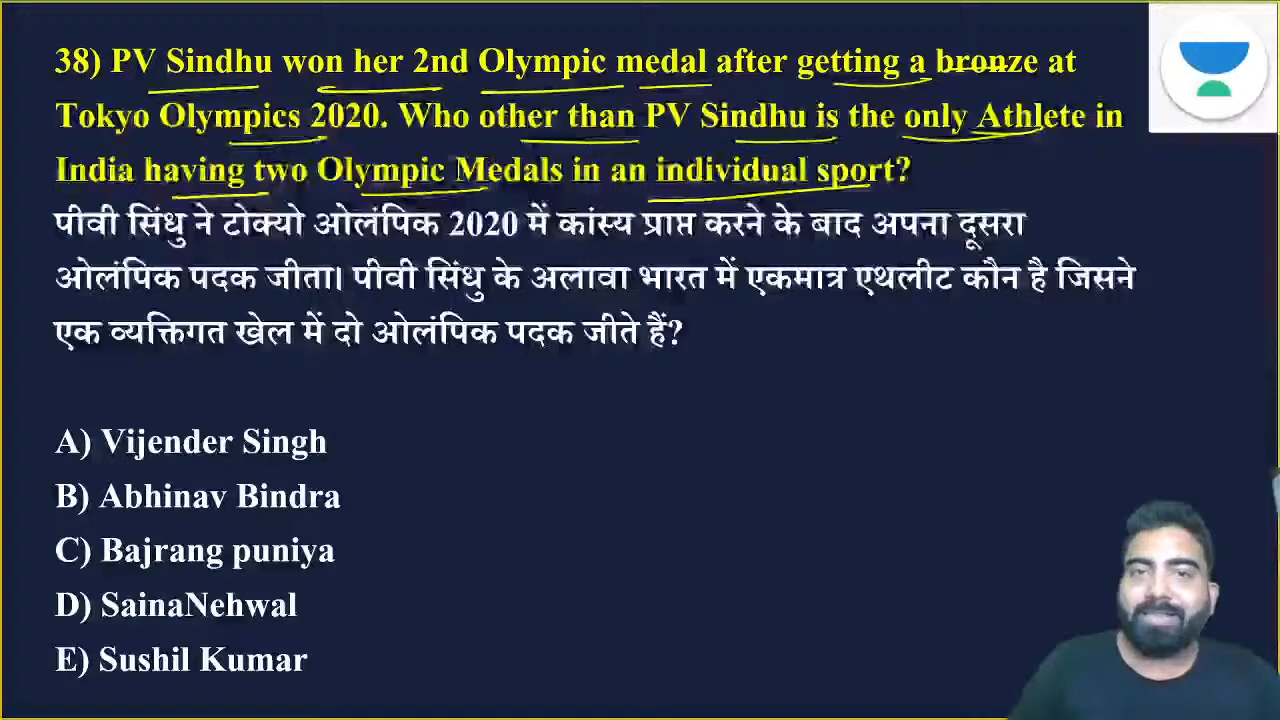 38) PV Sindhu won her 2nd Olympic medal after getting a bronze at
Tokyo Olympics 2020. Who other than PV Sindhu is the only Athlete in
India having two Olympic Medals in an individual sport?
पीवी सिंधु ने टोक्यो ओलंपिक 2020 में कांस्य प्राप्त करने के बाद अपना दूसरा
ओलंपिक पदक जीता। पीवी सिंधु के अलावा भारत में एकमात्र एथलीट कौन है जिसने
एक व्यक्तिगत खेल में दो ओलंपिक पदक जीते हैं?
A) Vijender Singh
B) Abhinav Bindra
C) Bajrang puniya
D) SainaNehwal
E) Sushil Kumar